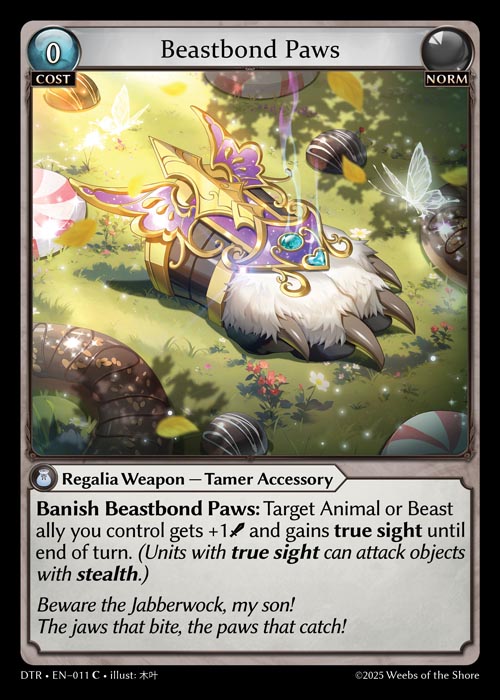 0
Beastbond Paws
COST
NORM
Regalia Weapon — Tamer Accessory
Banish Beastbond Paws: Target Animal or Beast
ally you control gets +1 and gains true sight until
end of turn. (Units with true sight can attack objects
with stealth.)
Beware the Jabberwock, my son!
The jaws that bite, the paws that catch!
DTR • EN–011 C • illust: 木叶
©2025 Weebs of the Shore